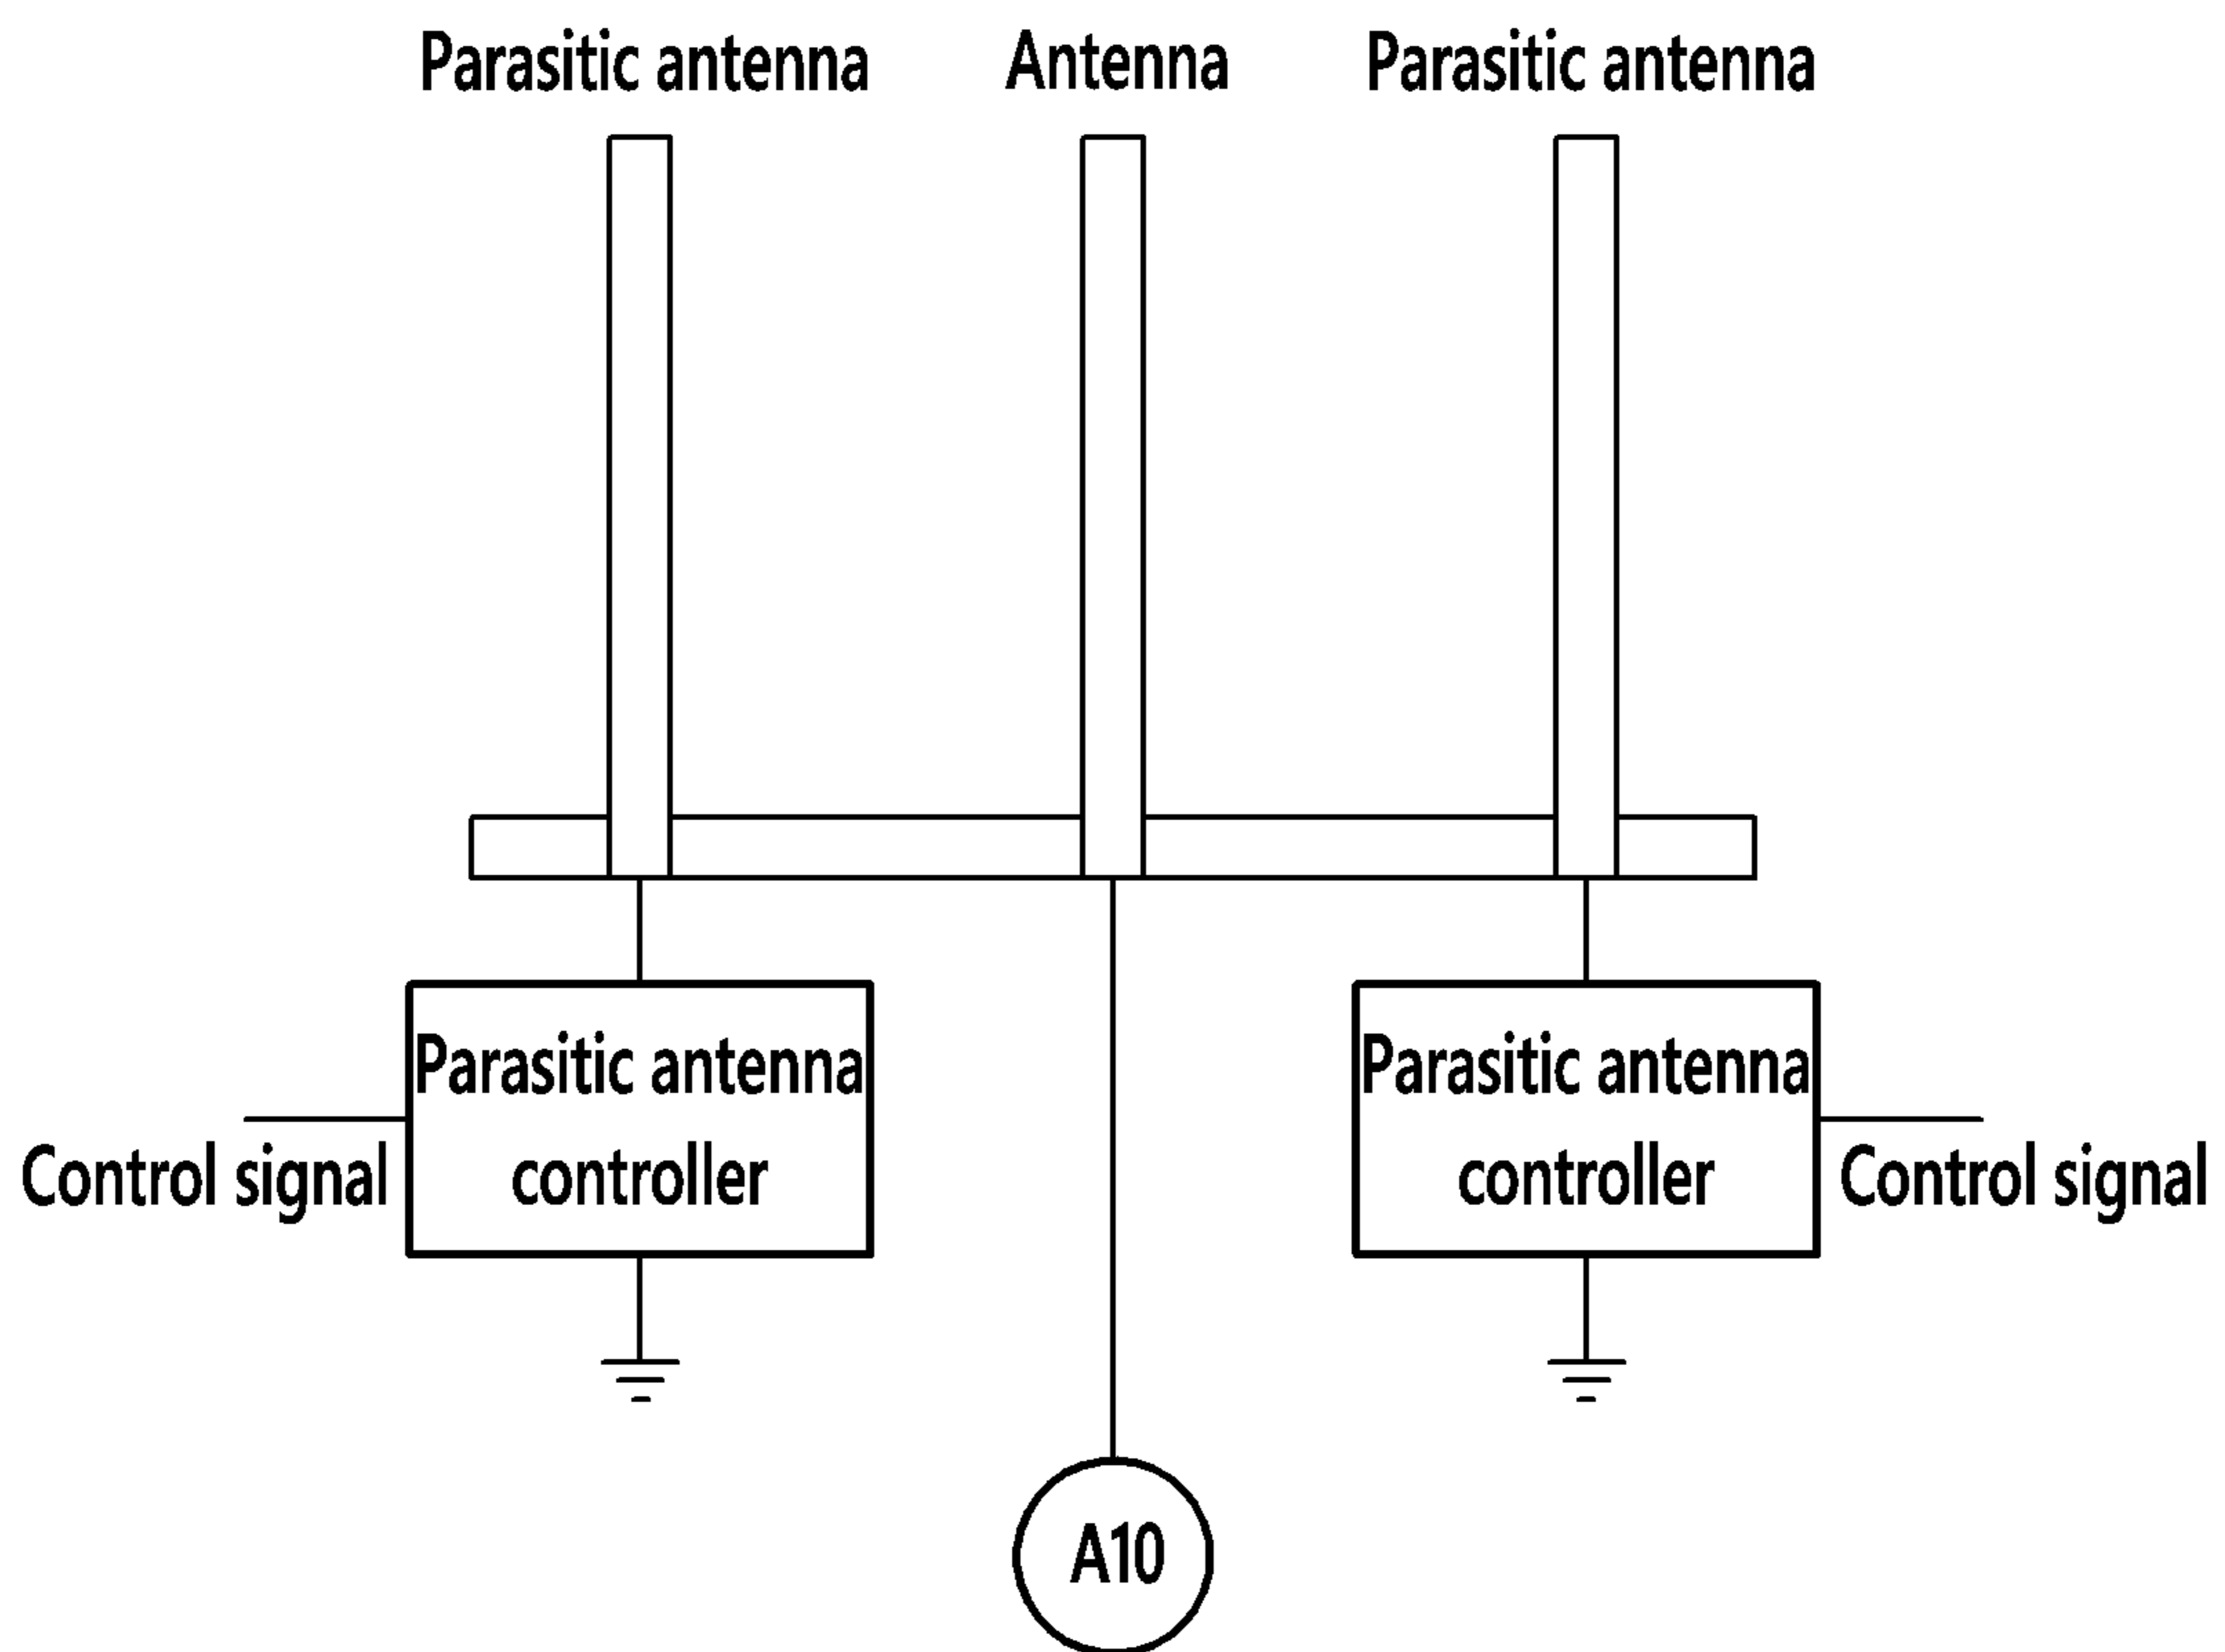 Parasitic antenna
Antenna
Parasitic antenna
Parasitic antenna
controller
Parasitic antenna
controller
Control signal
Control signal
A10